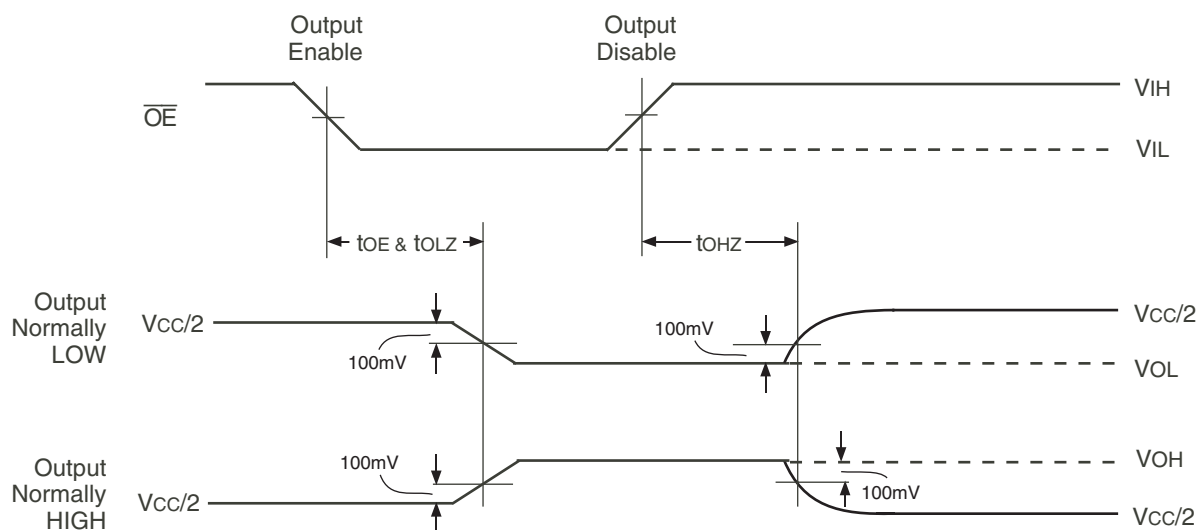 Output
Enable
Output
Disable
OE
VIH
VIL
tOE & tOLZ
tOHZ
Output
Normally
LOW
VCC/2
100mV
100mV
VCC/2
VOL
Output
Normally
HIGH
VCC/2
100mV
VOH
100mV
VCC/2